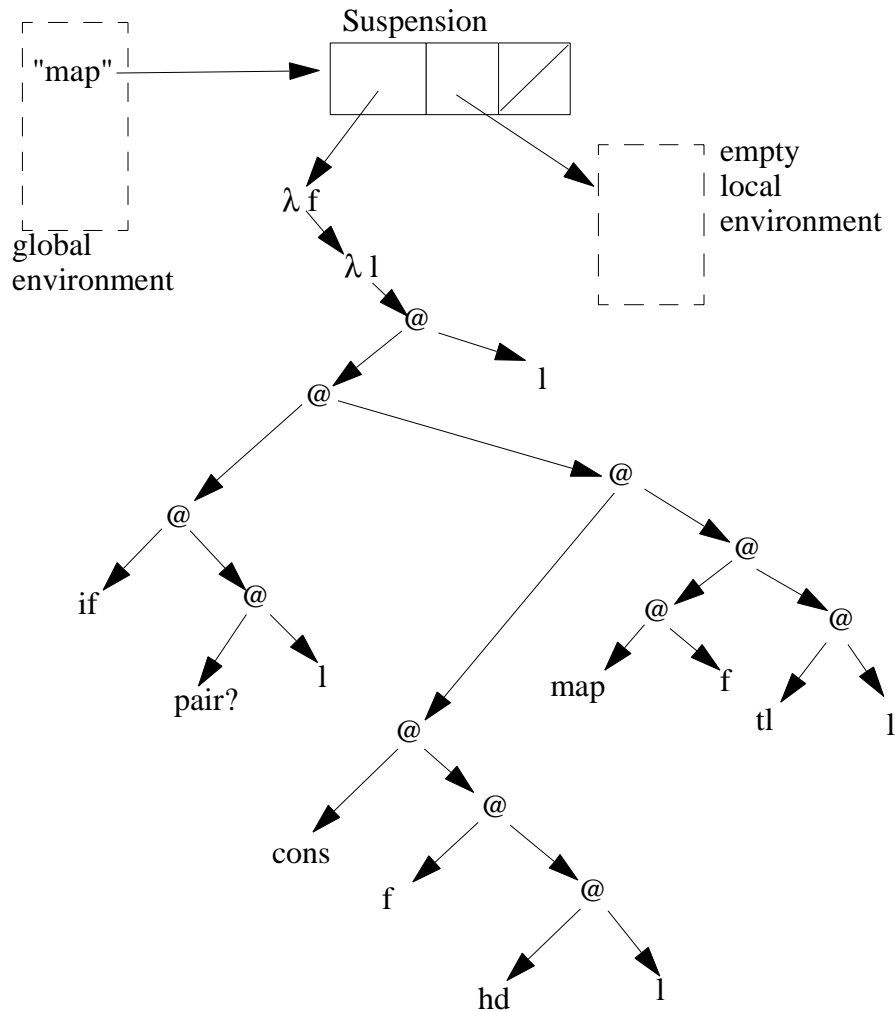 Suspension
"map"
empty
local
environment
global
environment
λ f
λ l
@
l
@
@
@
@
if
@
@
@
pair?
l
map
f
tl
l
@
@
cons
f
@
hd
l